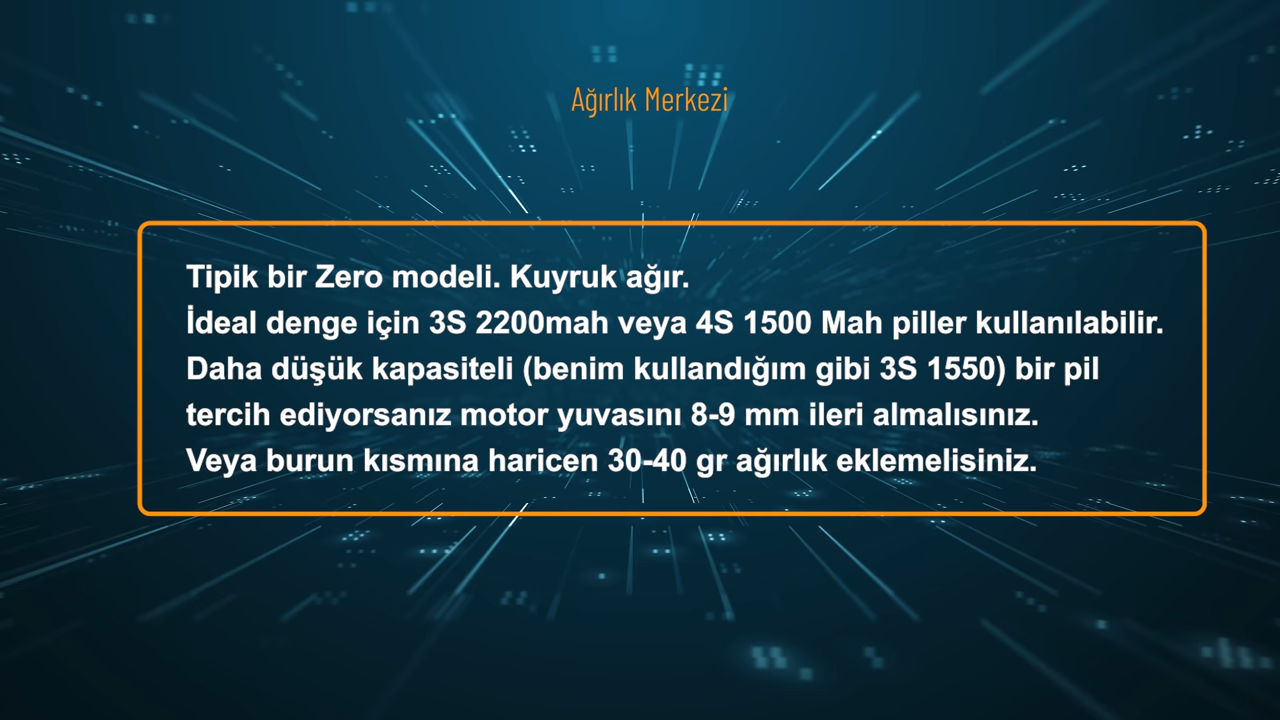 Ağırlık Merkezi
Tipik bir Zero modeli. Kuyruk ağır.
İdeal denge için 3S 2200mah veya 4S 1500 Mah piller kullanılabilir.
Daha düşük kapasiteli (benim kullandığım gibi 3S 1550) bir pil
tercih ediyorsanız motor yuvasını 8-9 mm ileri almalısınız.
Veya burun kısmına haricen 30-40 gr ağırlık eklemelisiniz.